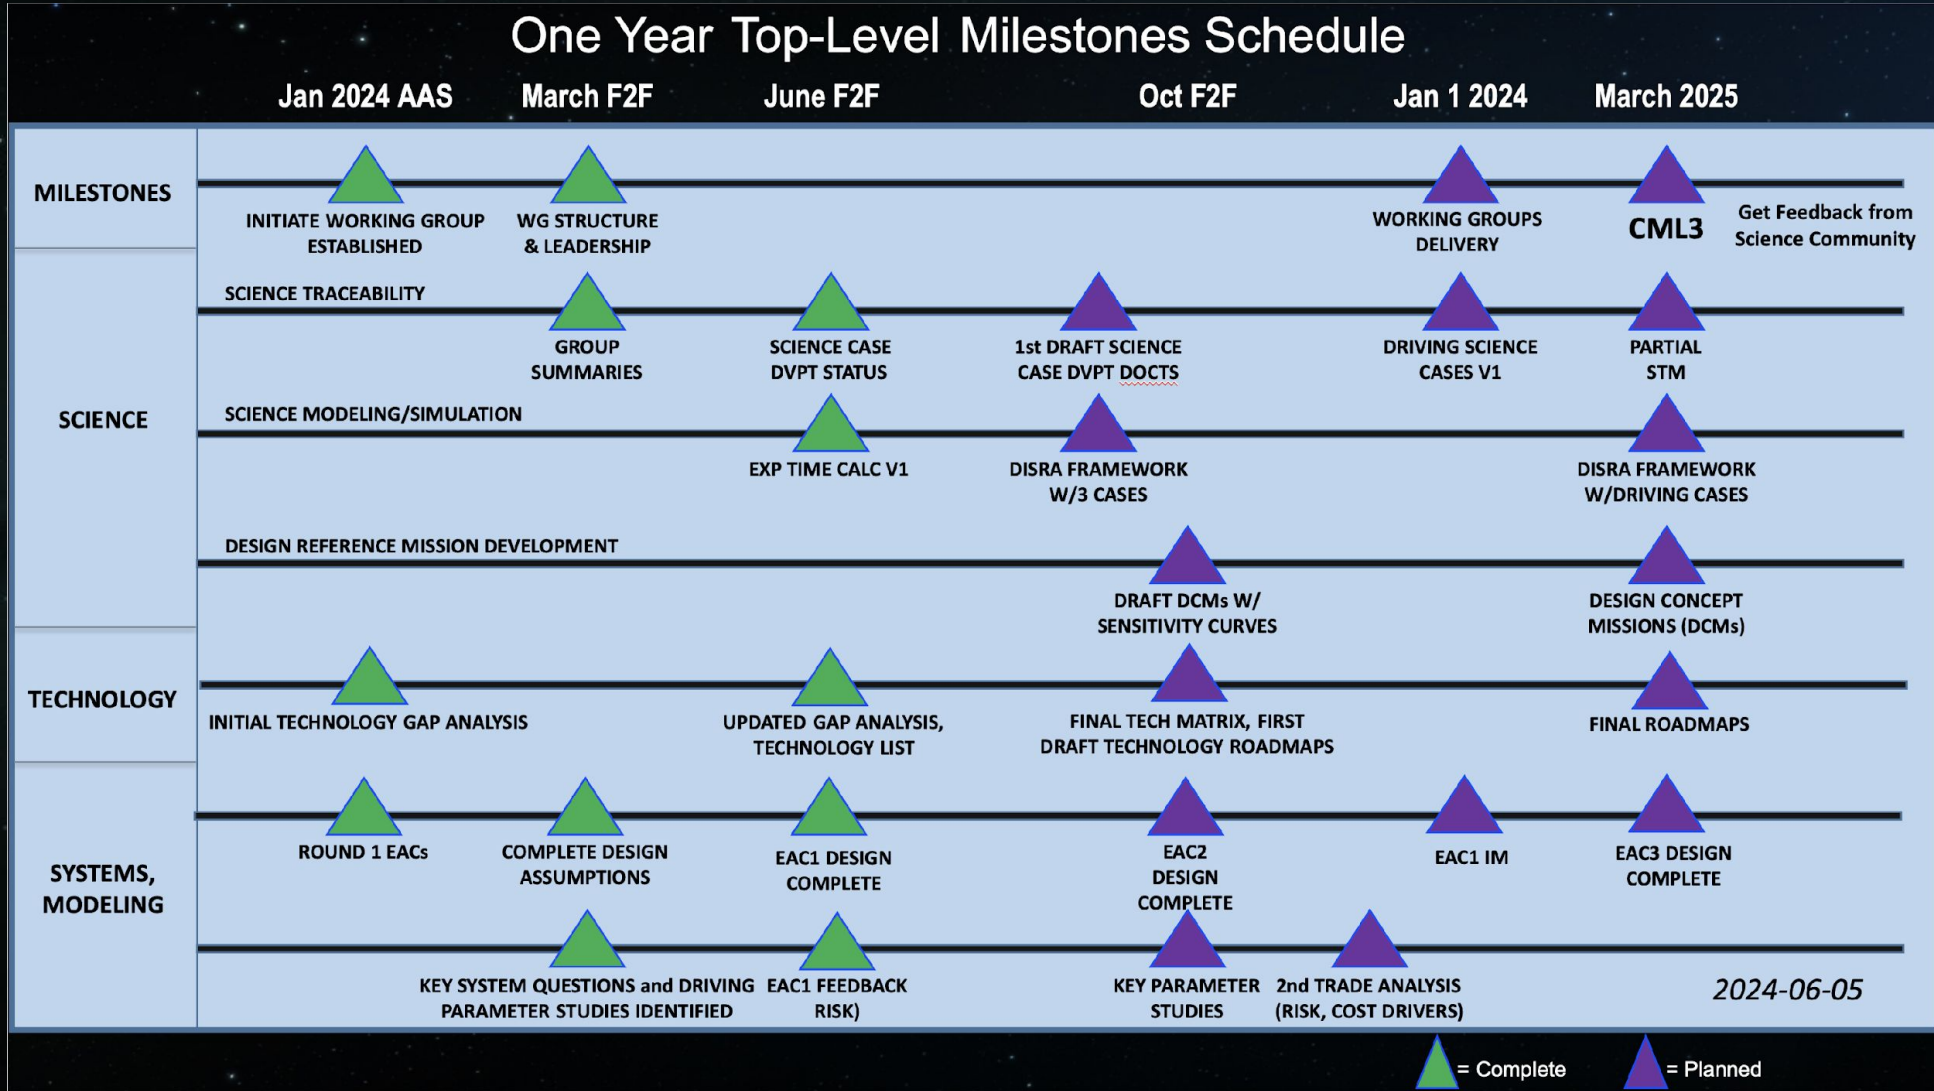 One Year Top-Level Milestones Schedule
Jan 2024 AAS
March F2F
June F2F
Oct F2F
Jan 1 2024
March 2025
MILESTONES
INITIATE WORKING GROUP
ESTABLISHED
WG STRUCTURE
& LEADERSHIP
WORKING GROUPS
DELIVERY
CML3
Get Feedback from
Science Community
SCIENCE
SCIENCE TRACEABILITY
GROUP
SUMMARIES
SCIENCE CASE
DVPT STATUS
1st DRAFT SCIENCE
CASE DVPT DOCTS
DRIVING SCIENCE
CASES V1
PARTIAL
STM
SCIENCE MODELING/SIMULATION
EXP TIME CALC V1
DISRA FRAMEWORK
W/3 CASES
DISRA FRAMEWORK
W/DRIVING CASES
DESIGN REFERENCE MISSION DEVELOPMENT
DRAFT DCMs W/
SENSITIVITY CURVES
DESIGN CONCEPT
MISSIONS (DCMs)
TECHNOLOGY
INITIAL TECHNOLOGY GAP ANALYSIS
UPDATED GAP ANALYSIS,
TECHNOLOGY LIST
FINAL TECH MATRIX, FIRST
DRAFT TECHNOLOGY ROADMAPS
FINAL ROADMAPS
SYSTEMS,
MODELING
ROUND 1 EACs
COMPLETE DESIGN
ASSUMPTIONS
EAC1 DESIGN
COMPLETE
EAC2
DESIGN
COMPLETE
EAC1 IM
EAC3 DESIGN
COMPLETE
KEY SYSTEM QUESTIONS and DRIVING
PARAMETER STUDIES IDENTIFIED
EAC1 FEEDBACK
RISK)
KEY PARAMETER
STUDIES
2nd TRADE ANALYSIS
(RISK, COST DRIVERS)
2024-06-05
= Complete
= Planned